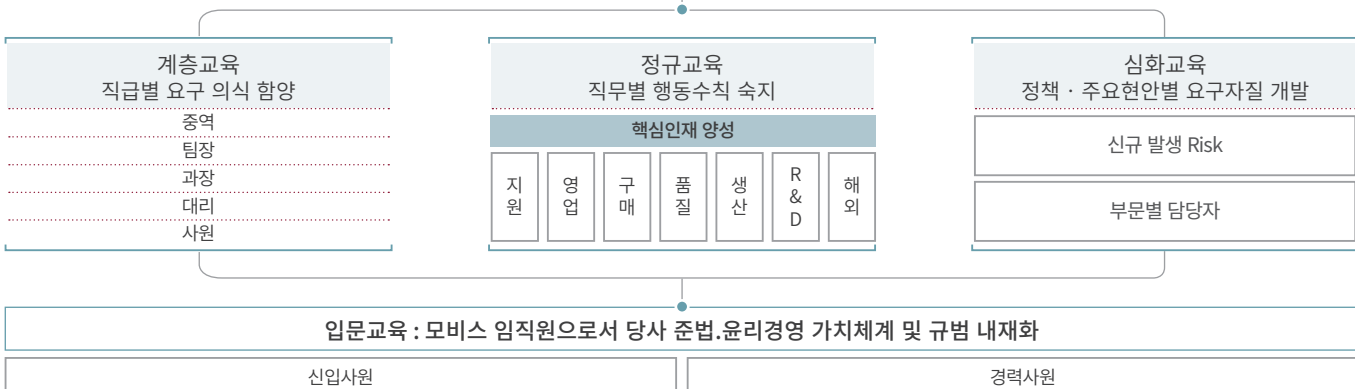 계층교육
직급별 요구 의식 함양
중역
팀장
과장
대리
사원
정규교육
직무별 행동수칙 숙지
핵심인재 양성
지원
영업
구매
품질
생산
R&D
해외
심화교육
정책 · 주요현안별 요구자질 개발
신규 발생 Risk
부문별 담당자
입문교육 : 모비스 임직원으로서 당사 준법.윤리경영 가치체계 및 규범 내재화
신입사원
경력사원